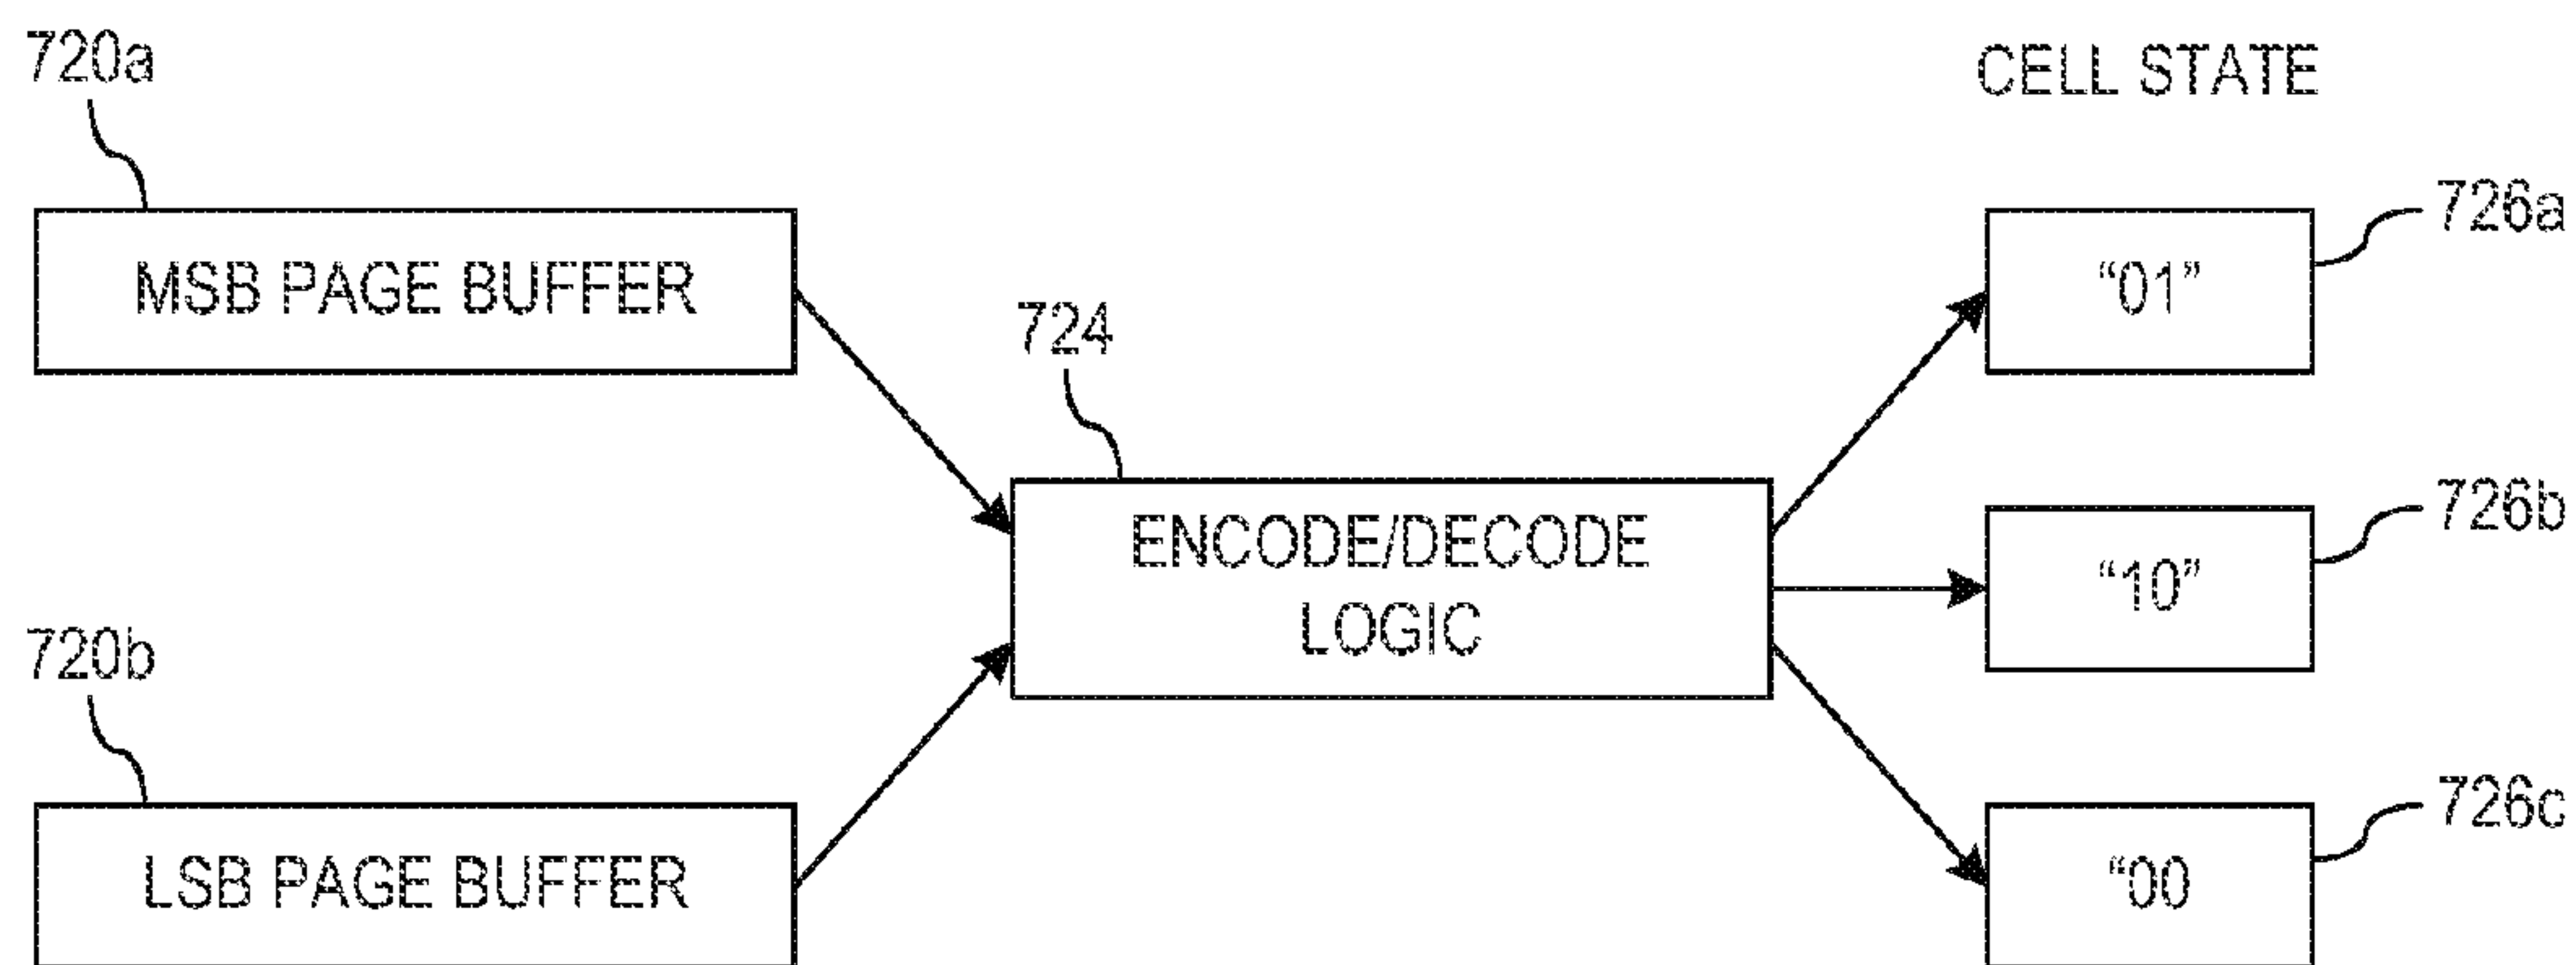 720a
CELL STATE
726a
MSB PAGE BUFFER
“01”
724
726b
ENCODE/DECODE
LOGIC
“10”
720b
726c
LSB PAGE BUFFER
“00